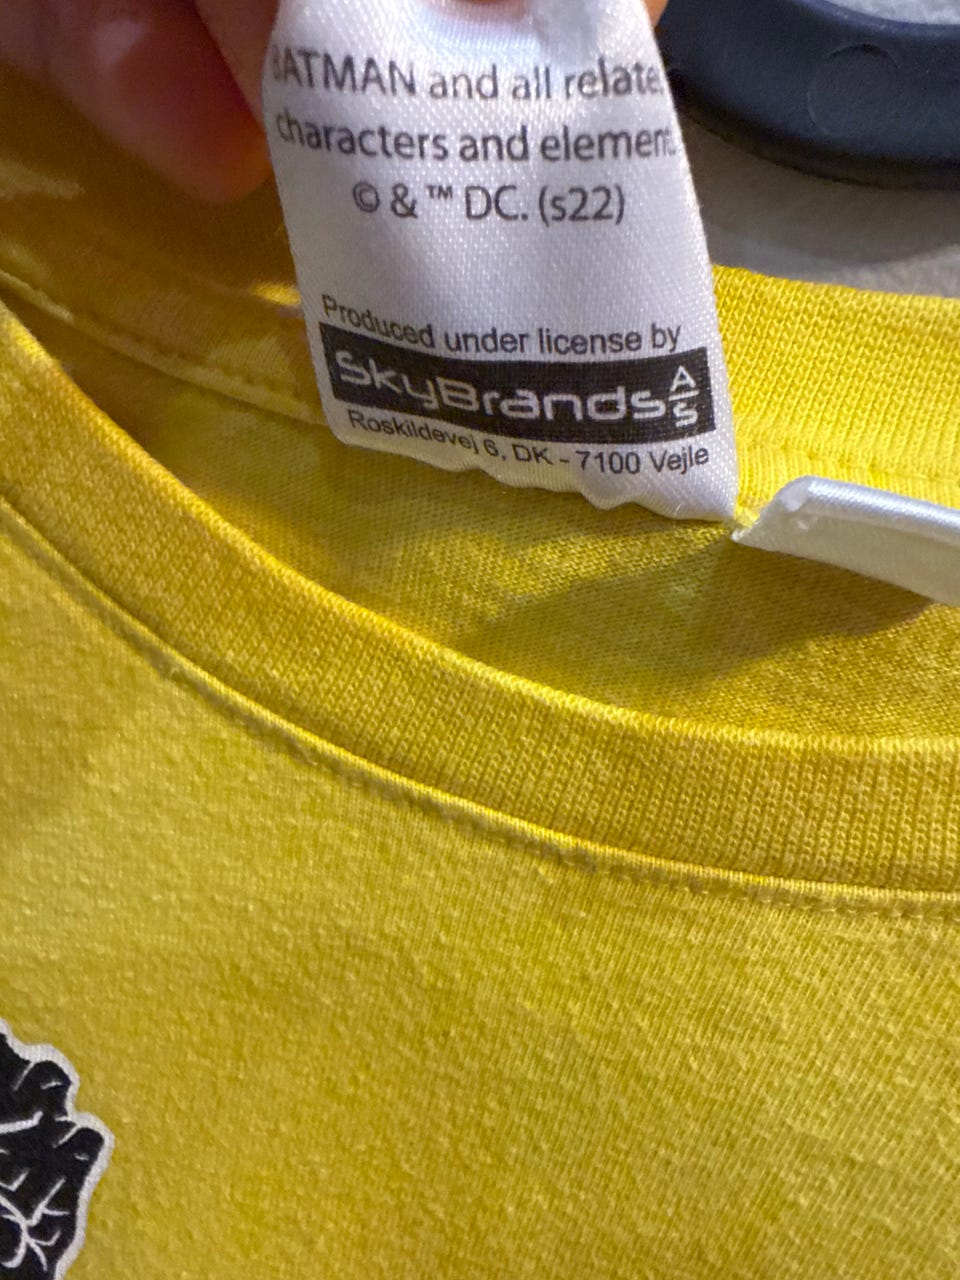 BATMAN and all relate
characters and element
© & ™ DC. (s22)
Produced under license by
SkyBrands A/S
Roskildevej 6, DK - 7100 Vejle